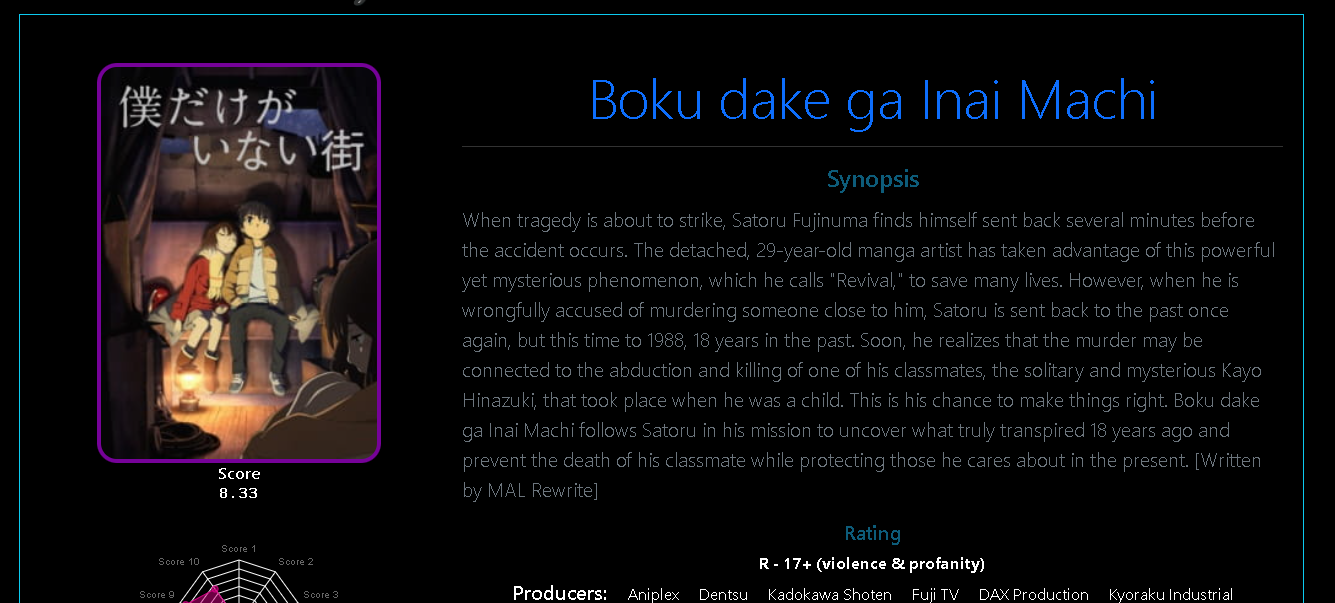 僕だけが
いない街
Score
8.33
Score 1
Score 10
Score 2
Score 9
Score 3
Boku dake ga Inai Machi
Synopsis
When tragedy is about to strike, Satoru Fujinuma finds himself sent back several minutes before
the accident occurs. The detached, 29-year-old manga artist has taken advantage of this powerful
yet mysterious phenomenon, which he calls "Revival," to save many lives. However, when he is
wrongfully accused of murdering someone close to him, Satoru is sent back to the past once
again, but this time to 1988, 18 years in the past. Soon, he realizes that the murder may be
connected to the abduction and killing of one of his classmates, the solitary and mysterious Kayo
Hinazuki, that took place when he was a child. This is his chance to make things right. Boku dake
ga Inai Machi follows Satoru in his mission to uncover what truly transpired 18 years ago and
prevent the death of his classmate while protecting those he cares about in the present. [Written
by MAL Rewrite]
Rating
R - 17+ (violence & profanity)
Producers: Aniplex Dentsu Kadokawa Shoten Fuji TV DAX Production Kyoraku Industrial